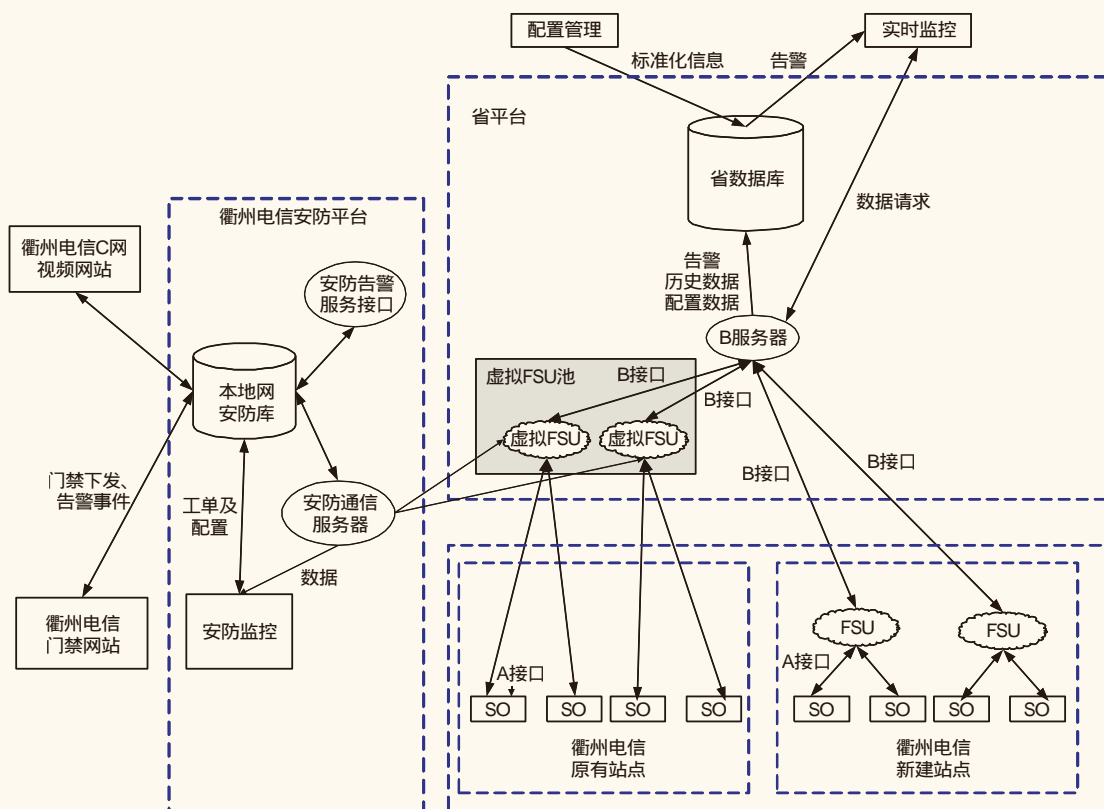 配置管理
实时监控
标准化信息
告警
省平台
省数据库
数据请求
衢州电信安防平台
衢州电信C网
视频网站
安防告警
服务接口
告警
历史数据
配置数据
B服务器
本地网
安防库
虚拟FSU池
B接口
B接口
虚拟FSU
虚拟FSU
门禁下发、
告警事件
工单及
配置
安防通信
服务器
B接口
B接口
数据
衢州电信
门禁网站
安防监控
FSU
FSU
A接口
A接口
SO
SO
SO
SO
SO
SO
SO
SO
衢州电信
原有站点
衢州电信
新建站点